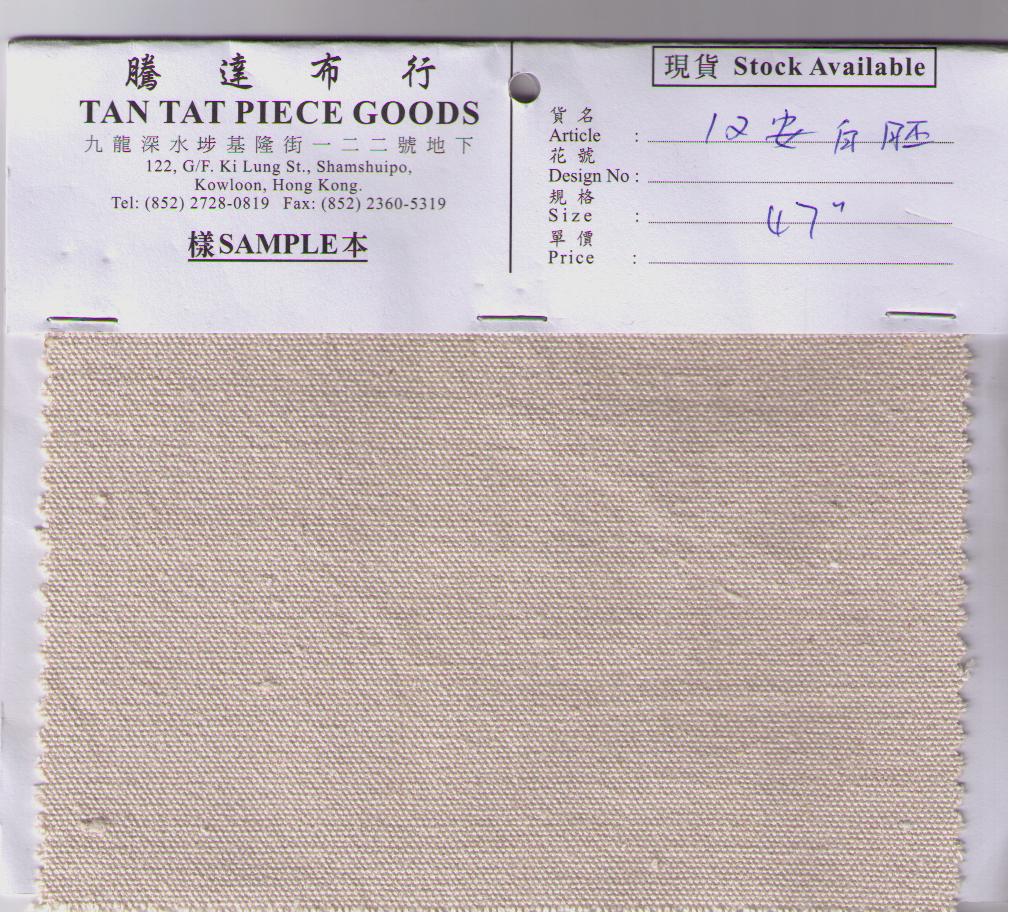 騰達布行
TAN TAT PIECE GOODS
九龍深水埗基隆街一二二號地下
122, G/F. Ki Lung St., Shamshuipo,
Kowloon, Hong Kong.
Tel: (852) 2728-0819 Fax: (852) 2360-5319
樣SAMPLE本
現貨 Stock Available
貨名
Article : 12安白胚
花號
Design No :
規格
Size : 47"
單價
Price :